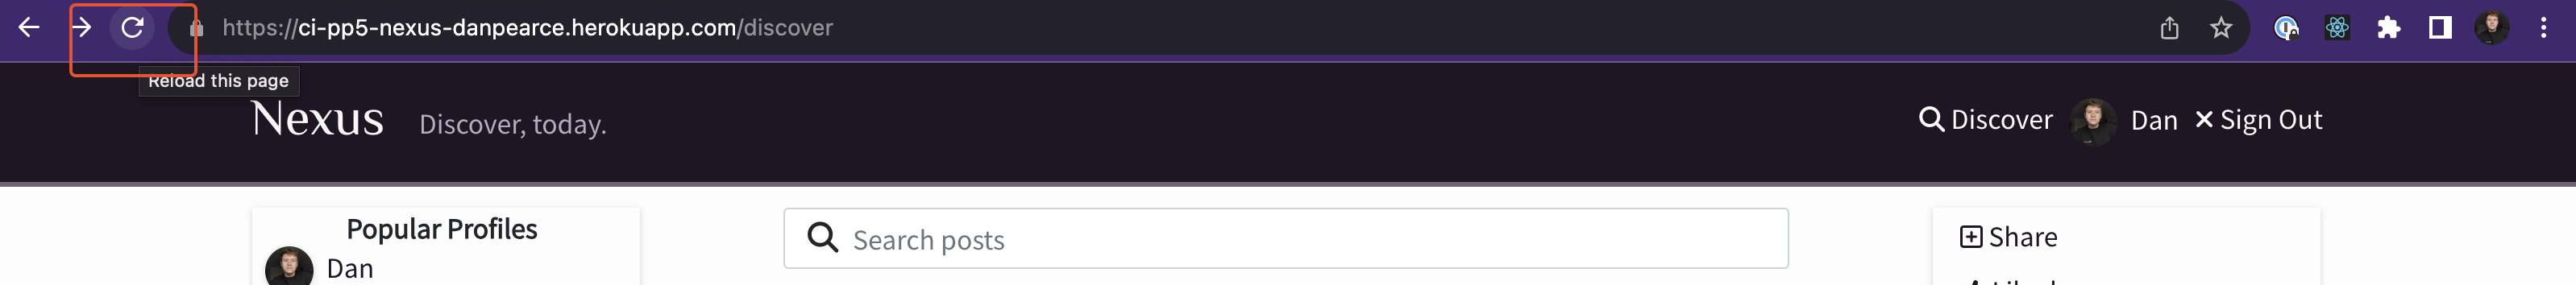 https://ci-pp5-nexus-danpearce.herokuapp.com/discover
Reload this page
Nexus
Discover, today.
Discover
Dan
Sign Out
Popular Profiles
Dan
Search posts
Share